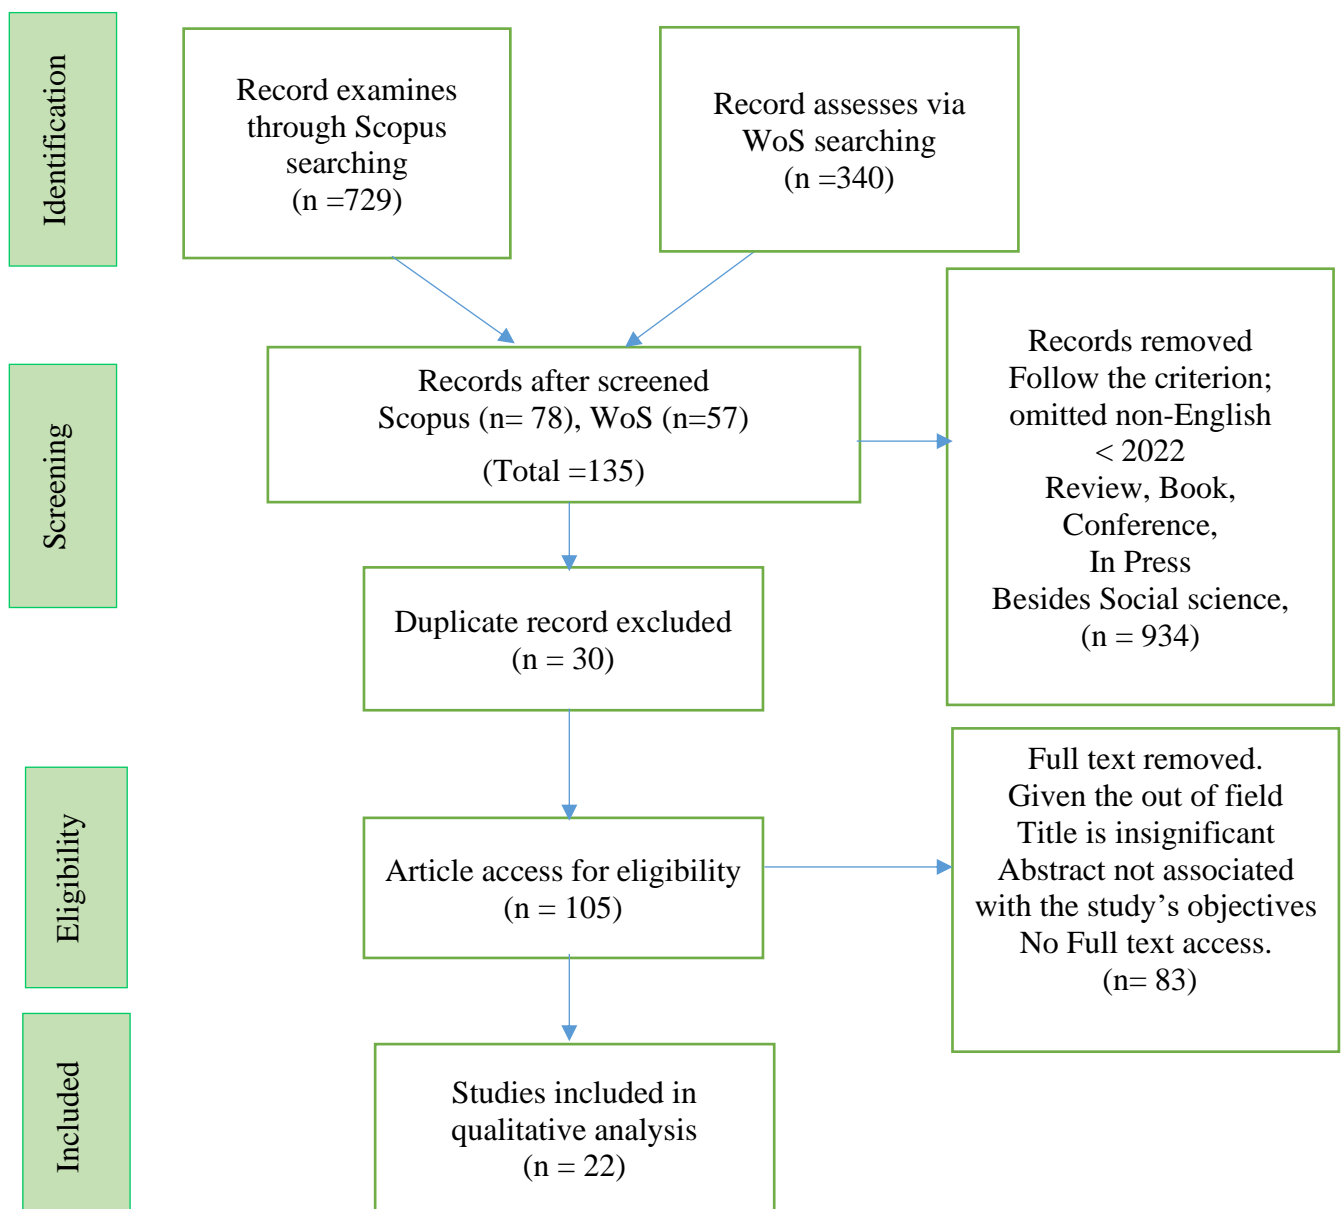 Identification
Record examines
through Scopus
searching
(n =729)
Record assesses via
WoS searching
(n =340)
Screening
Records after screened
Scopus (n= 78), WoS (n=57)
(Total =135)
Records removed
Follow the criterion;
omitted non-English
< 2022
Review, Book,
Conference,
In Press
Besides Social science,
(n = 934)
Duplicate record excluded
(n = 30)
Eligibility
Article access for eligibility
(n = 105)
Full text removed.
Given the out of field
Title is insignificant
Abstract not associated
with the study’s objectives
No Full text access.
(n= 83)
Included
Studies included in
qualitative analysis
(n = 22)